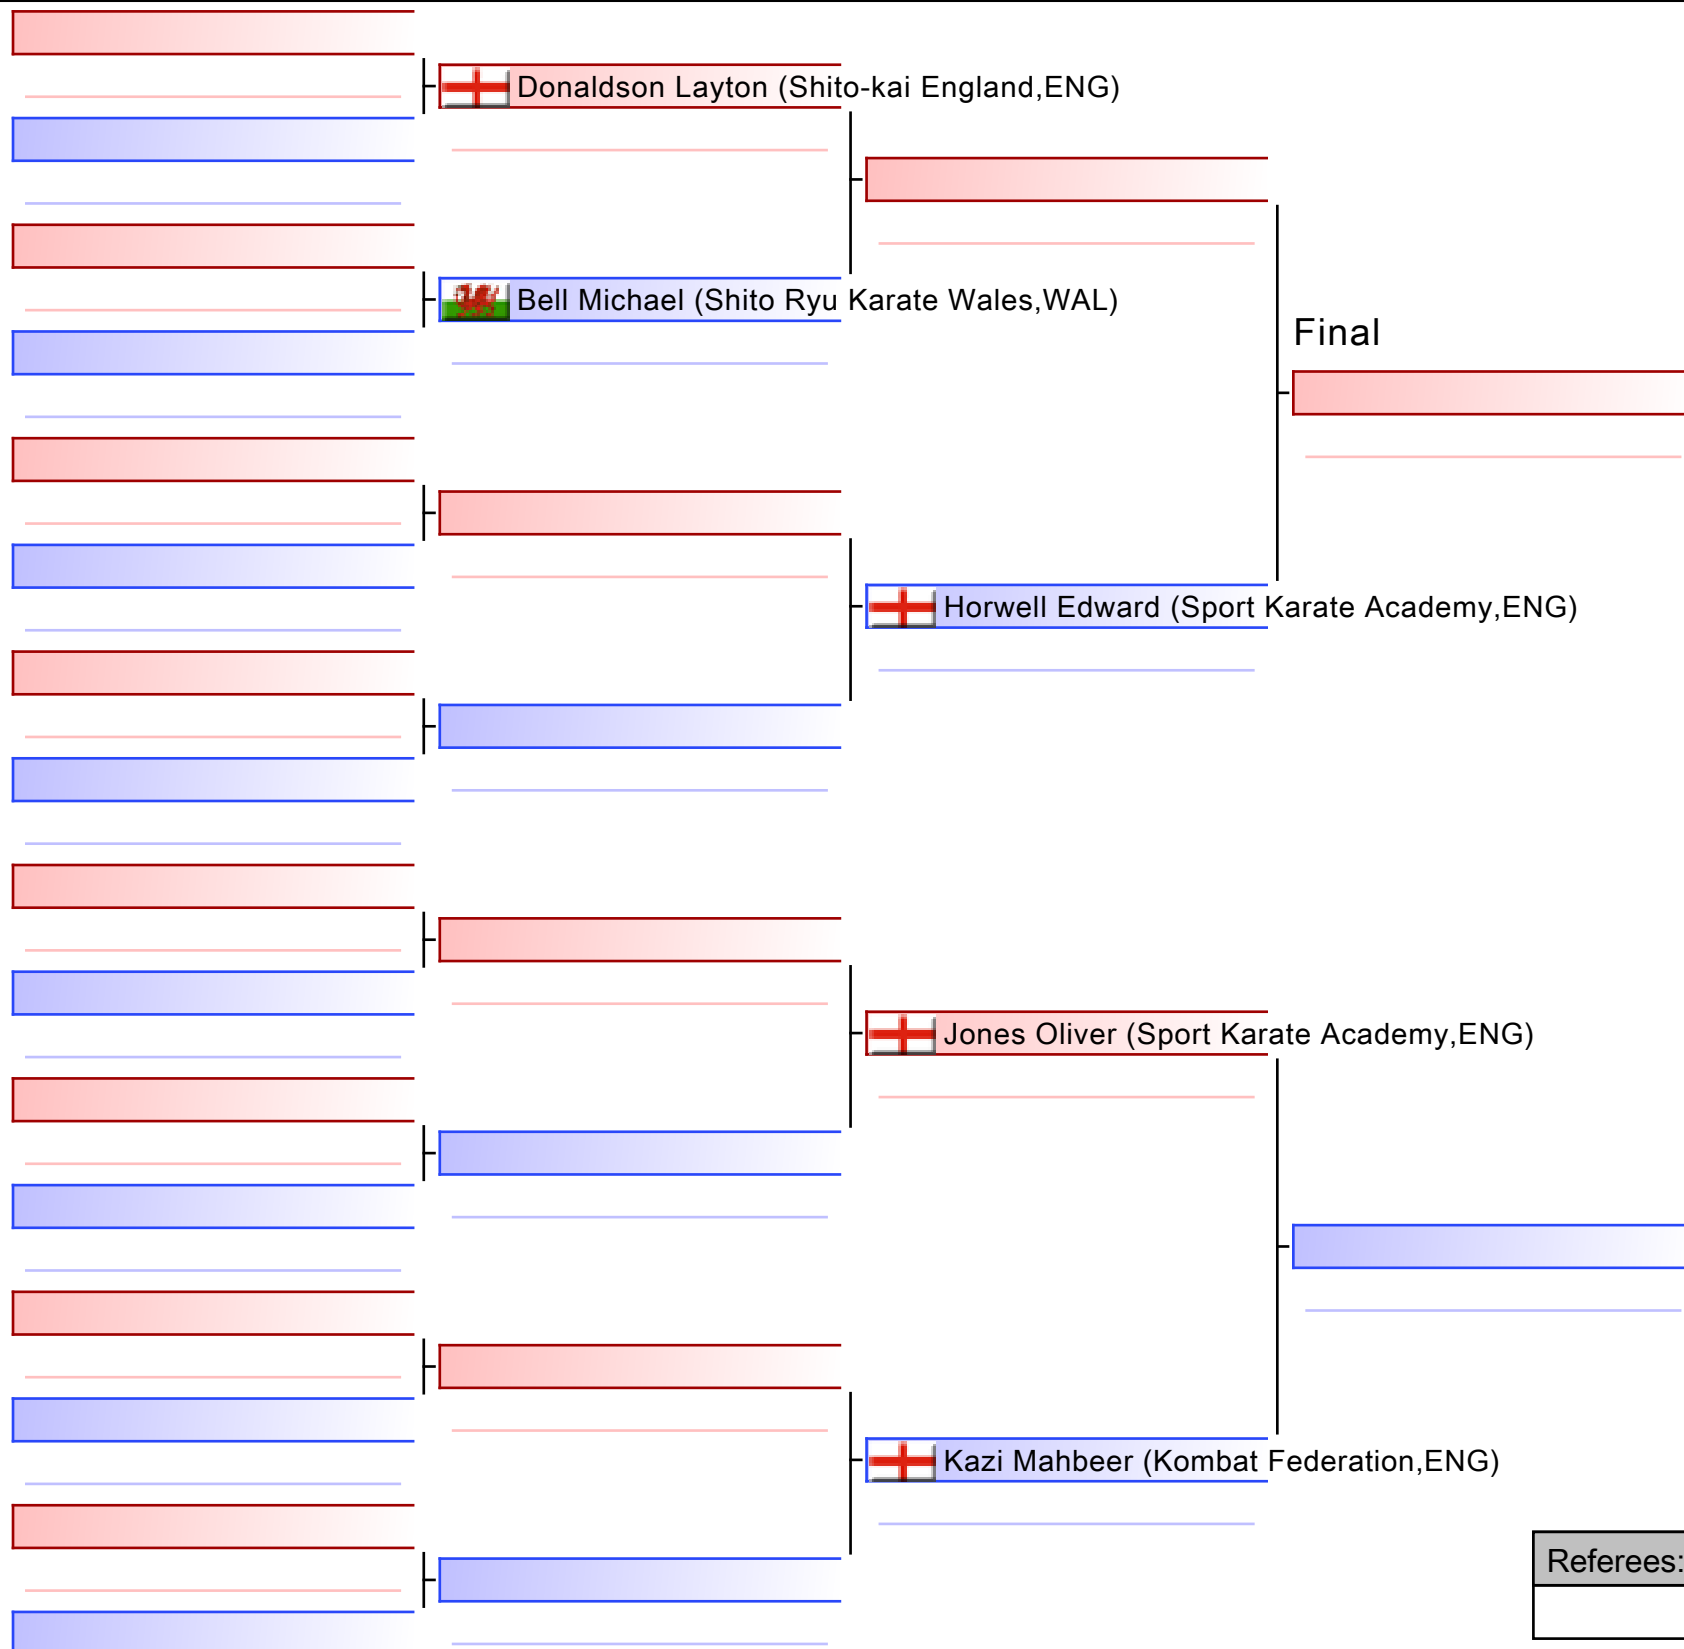 Donaldson Layton (Shito-kai England,ENG)
Bell Michael (Shito Ryu Karate Wales,WAL)
Final
Horwell Edward (Sport Karate Academy,ENG)
Jones Oliver (Sport Karate Academy,ENG)
Kazi Mahbeer (Kombat Federation,ENG)
Referees: